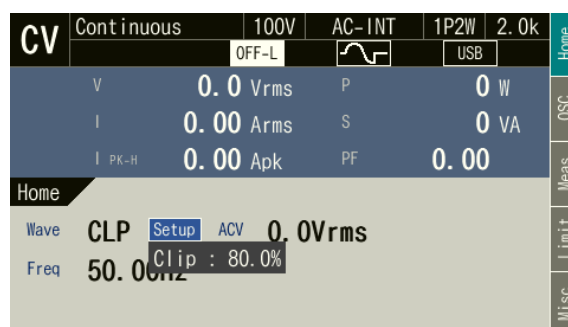 CV Continuous 100V AC-INT 1P2W 2.0k
OFF-L USB
V 0.0 Vrms P 0 W
I 0.00 Arms S 0 VA
I PK-H 0.00 Apk PF 0.00
Home
Wave CLP Setup ACV 0.0Vrms
Clip : 80.0%
Freq 50.00Hz
Home
OSC
Meas
Limit
Misc